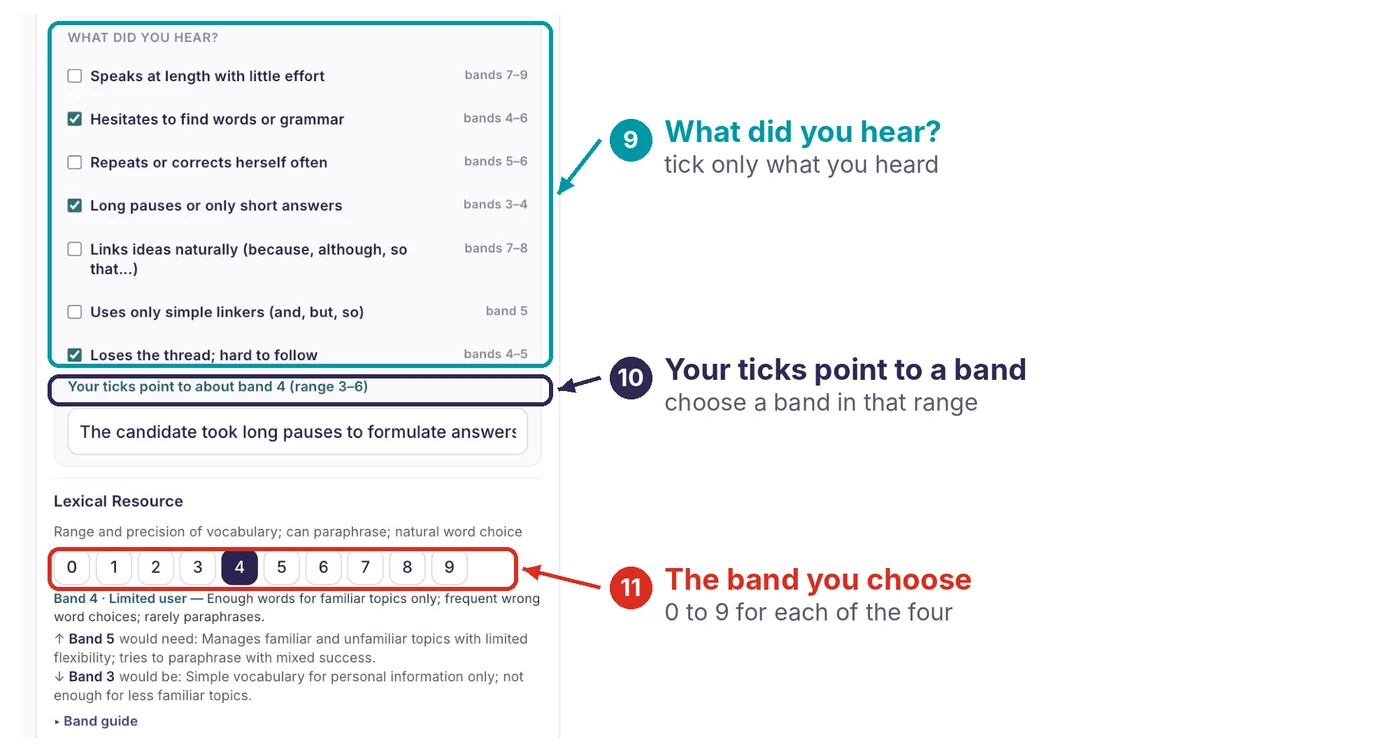 WHAT DID YOU HEAR?
Speaks at length with little effort bands 7–9
Hesitates to find words or grammar bands 4–6
Repeats or corrects herself often bands 5–6
Long pauses or only short answers bands 3–4
Links ideas naturally (because, although, so bands 7–8
that...)
Uses only simple linkers (and, but, so) band 5
Loses the thread; hard to follow bands 4–5
Your ticks point to about band 4 (range 3–6)
The candidate took long pauses to formulate answers
Lexical Resource
Range and precision of vocabulary; can paraphrase; natural word choice
0 1 2 3 4 5 6 7 8 9
Band 4 · Limited user — Enough words for familiar topics only; frequent wrong
word choices; rarely paraphrases.
↑ Band 5 would need: Manages familiar and unfamiliar topics with limited
flexibility; tries to paraphrase with mixed success.
↓ Band 3 would be: Simple vocabulary for personal information only; not
enough for less familiar topics.
▸ Band guide
9 What did you hear?
tick only what you heard
10 Your ticks point to a band
choose a band in that range
11 The band you choose
0 to 9 for each of the four